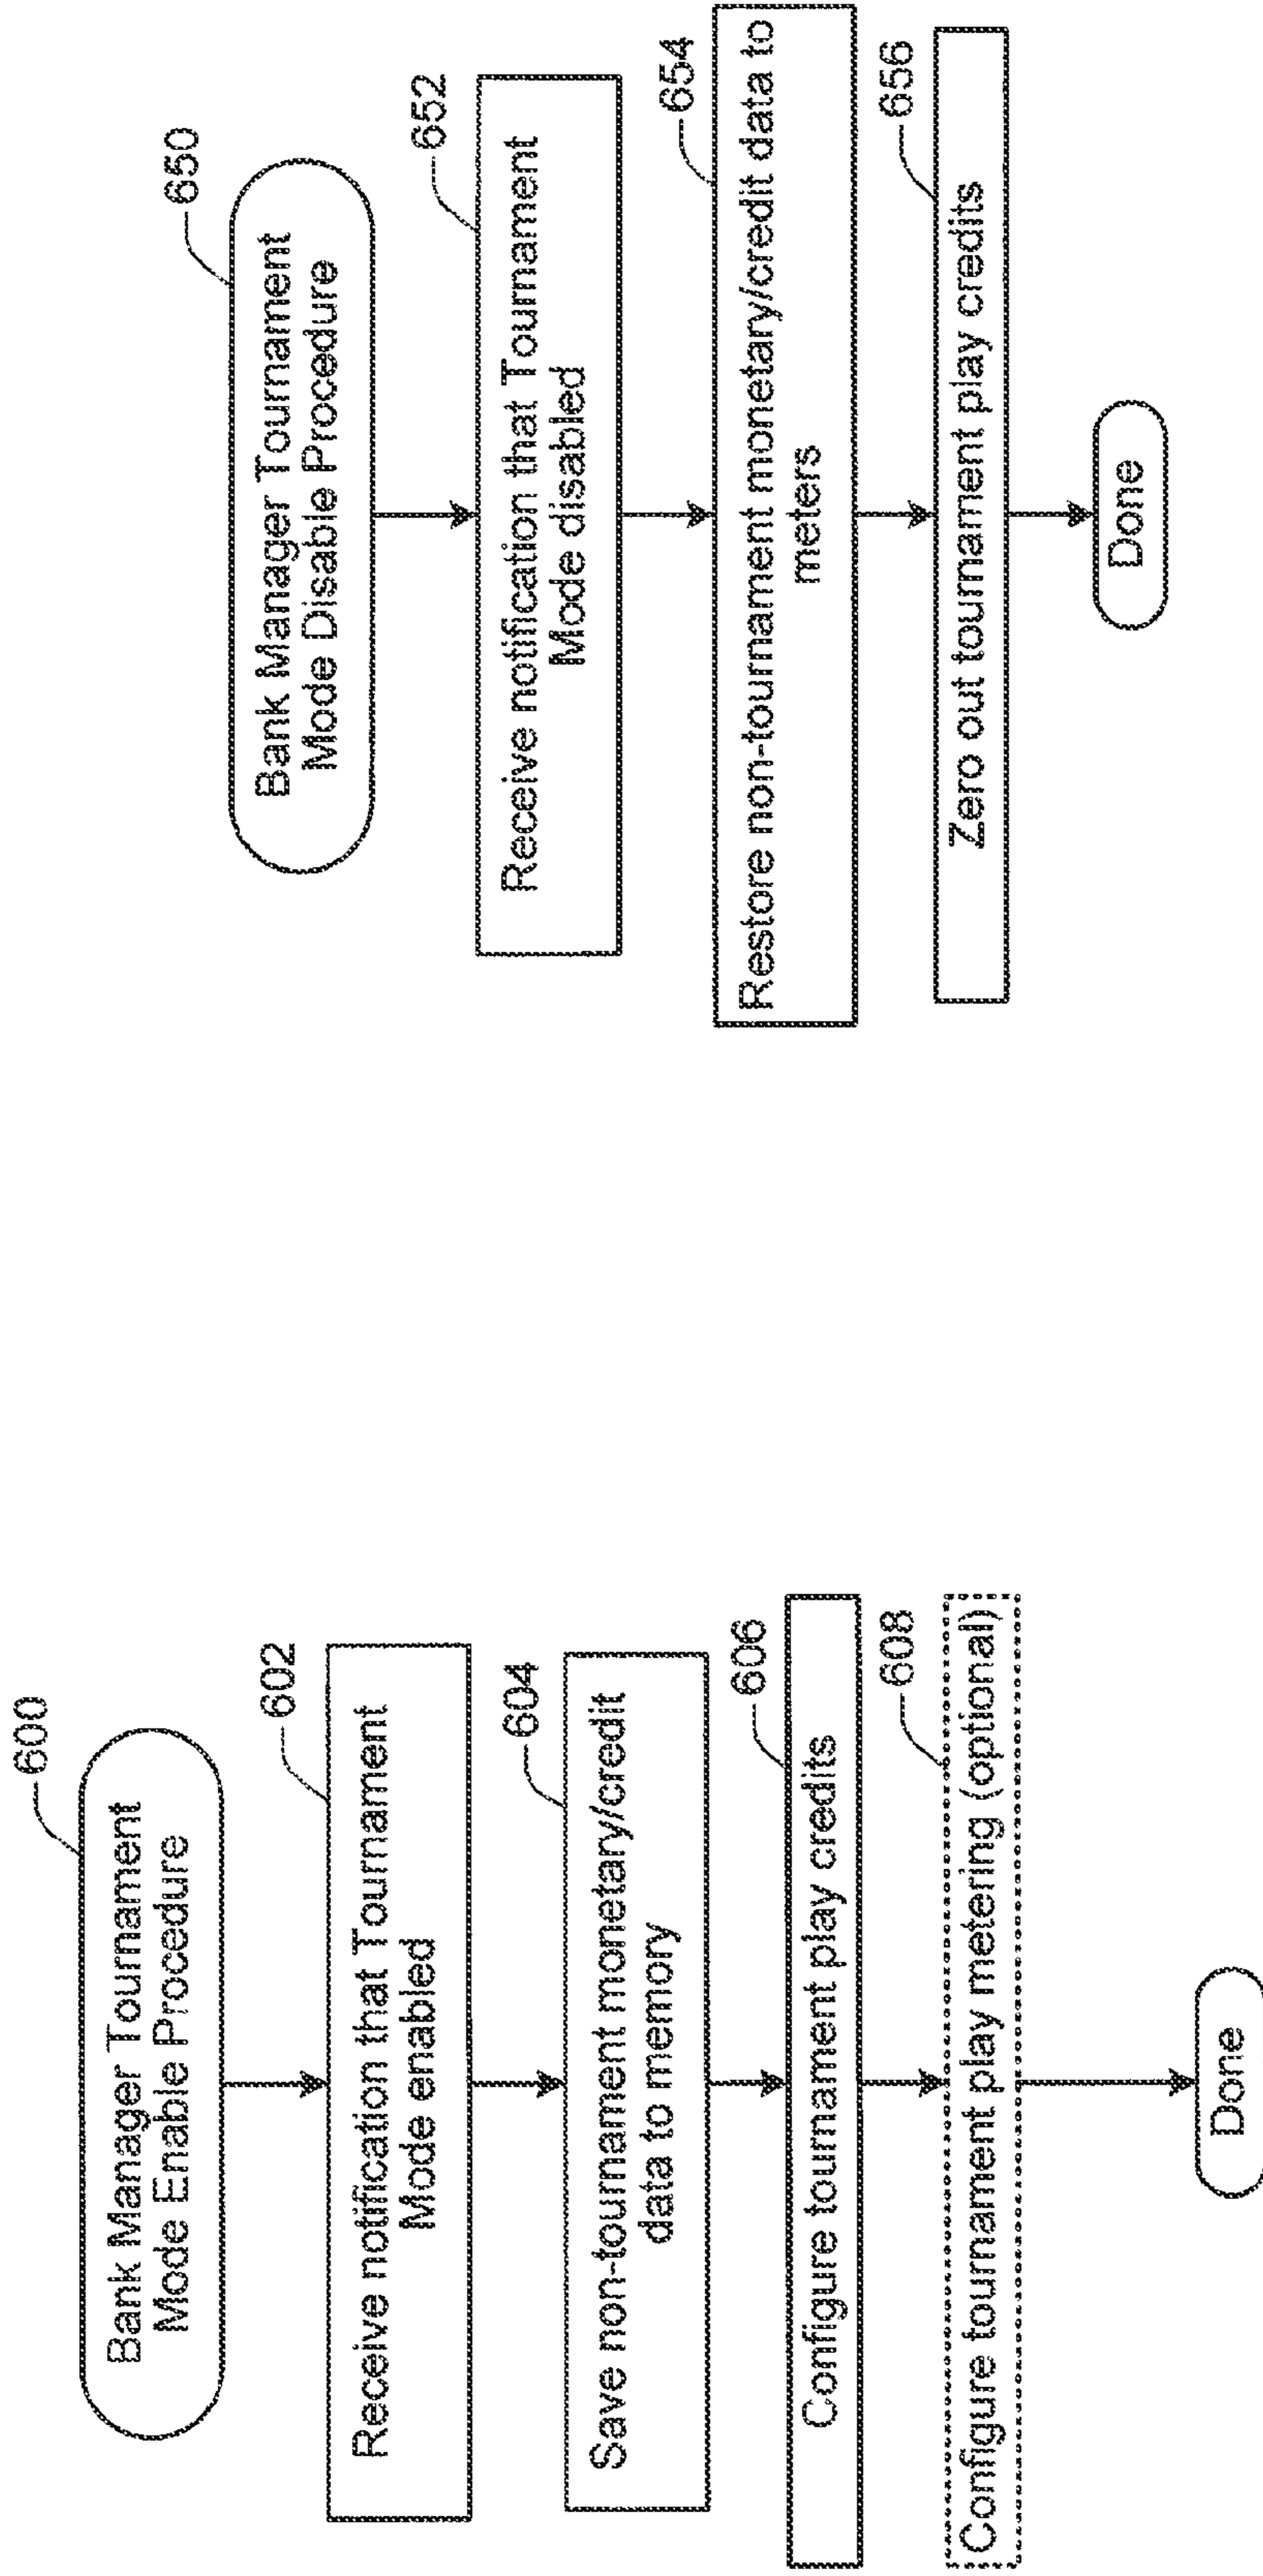 600
Bank Manager Tournament
Mode Enable Procedure
602
Receive notification that Tournament
Mode enabled
604
Save non-tournament monetary/credit
data to memory
606
Configure tournament play credits
608
Configure tournament play metering (optional)
Done
650
Bank Manager Tournament
Mode Disable Procedure
652
Receive notification that Tournament
Mode disabled
654
Restore non-tournament monetary/credit data to
meters
656
Zero out tournament play credits
Done